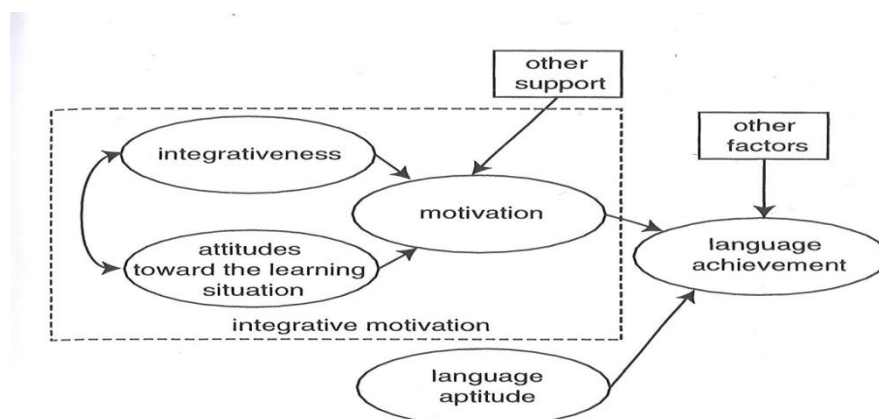 other
support
other
factors
integrativeness
motivation
attitudes
toward the learning
situation
language
achievement
integrative motivation
language
aptitude